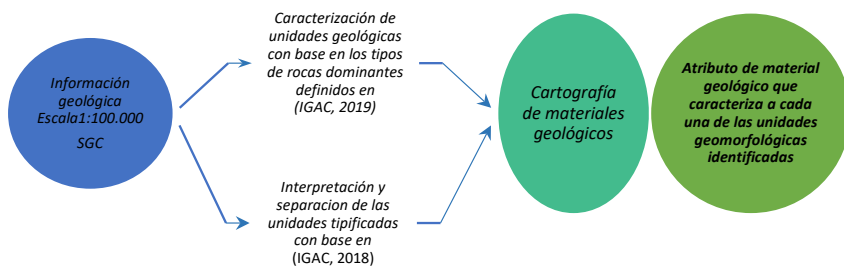 Información
geológica
Escala1:100.000
SGC
Caracterización de
unidades geológicas
con base en los tipos
de rocas dominantes
definidos en
(IGAC, 2019)
Interpretación y
separacion de las
unidades tipificadas
con base en
(IGAC, 2018)
Cartografía
de materiales
geológicos
Atributo de material
geológico que
caracteriza a cada
una de las unidades
geomorfológicas
identificadas